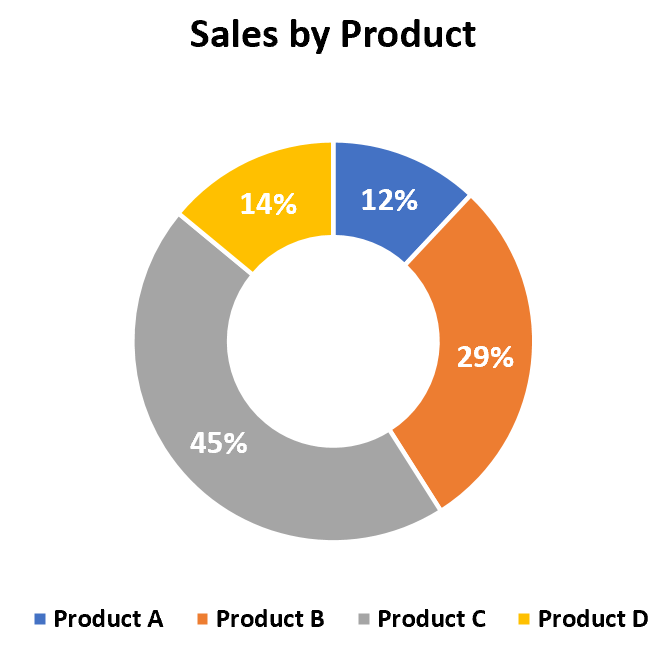 Sales by Product
14%
12%
29%
45%
Product A
Product B
Product C
Product D